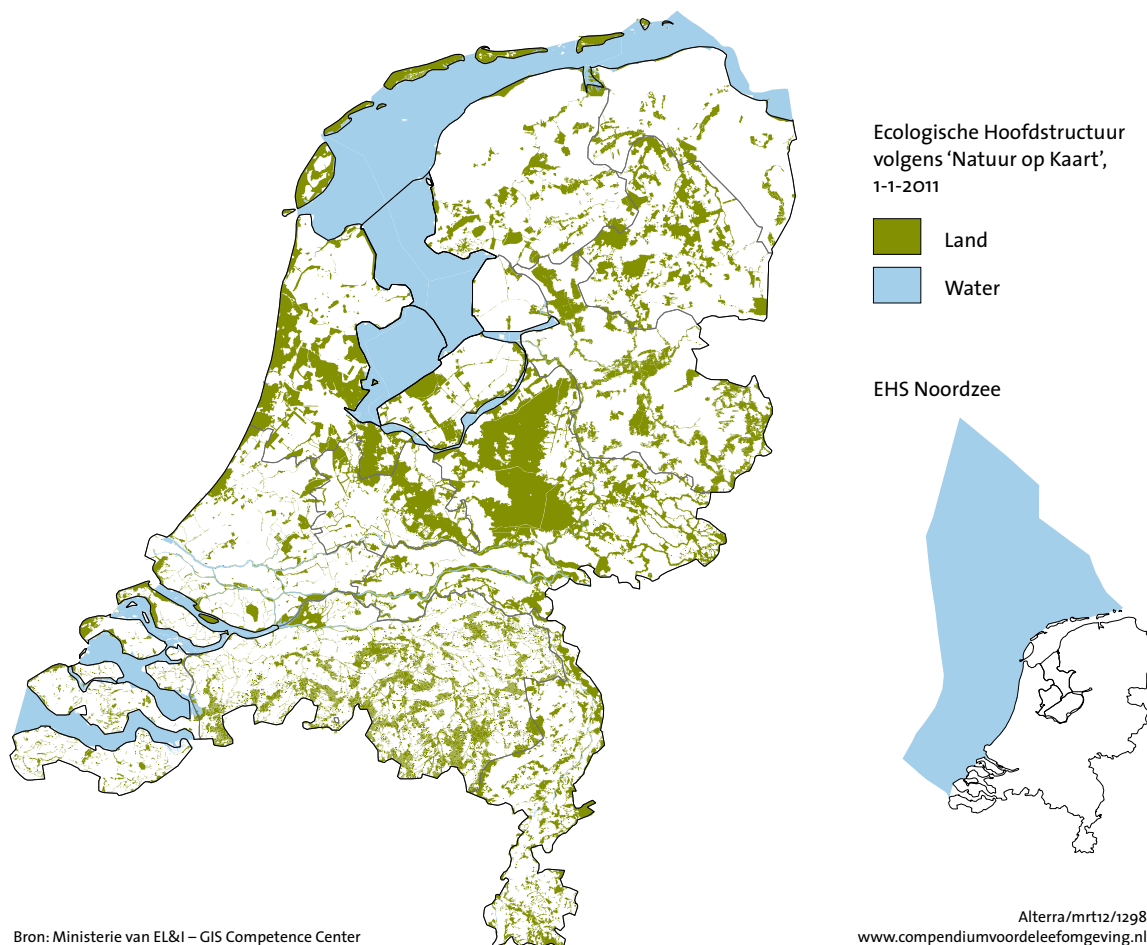 Ecologische Hoofdstructuur
volgens ‘Natuur op Kaart’,
1-1-2011
Land
Water
EHS Noordzee
Bron: Ministerie van EL&I – GIS Competence Center
Alterra/mrt12/1298
www.compendiumvoordeleefomgeving.nl